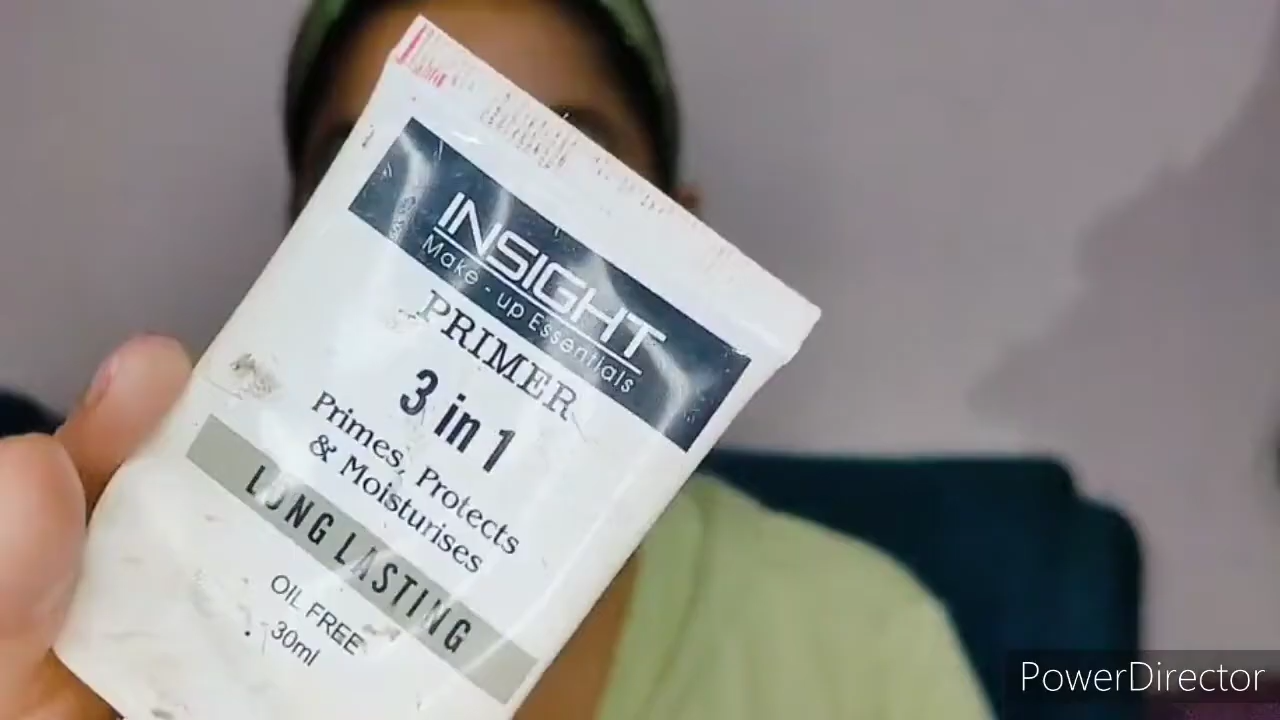 INSIGHT
Make-up Essentials
PRIMER
3 in 1
Primes, Protects
& Moisturises
LONG LASTING
OIL FREE
30ml
PowerDirector